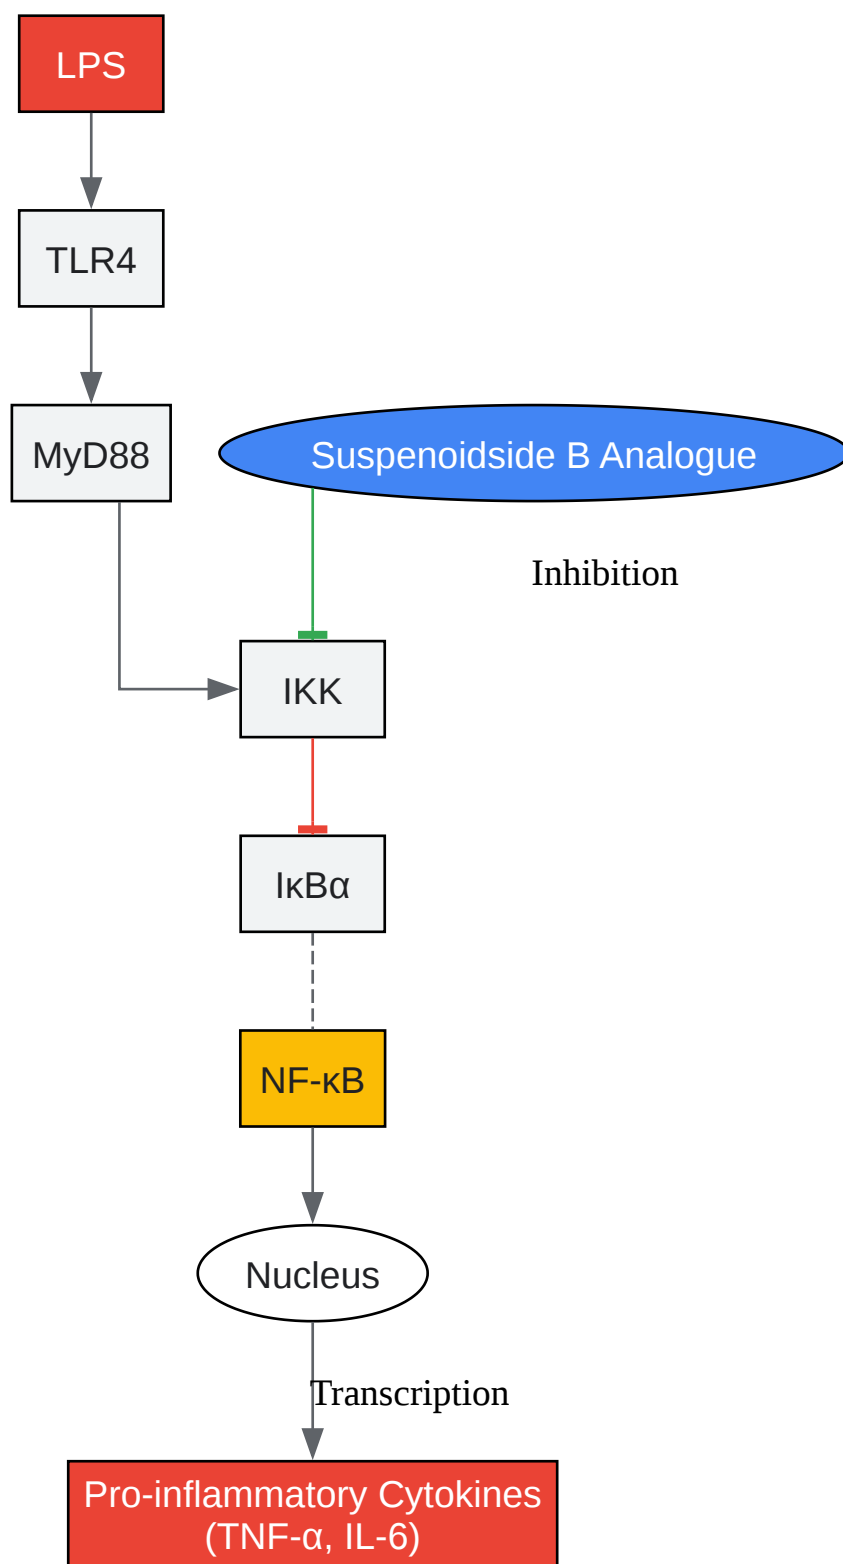 LPS
TLR4
MyD88
Suspenoidside B Analogue
Inhibition
IKK
IκBα
NF-κB
Nucleus
Transcription
Pro-inflammatory Cytokines
(TNF-α, IL-6)